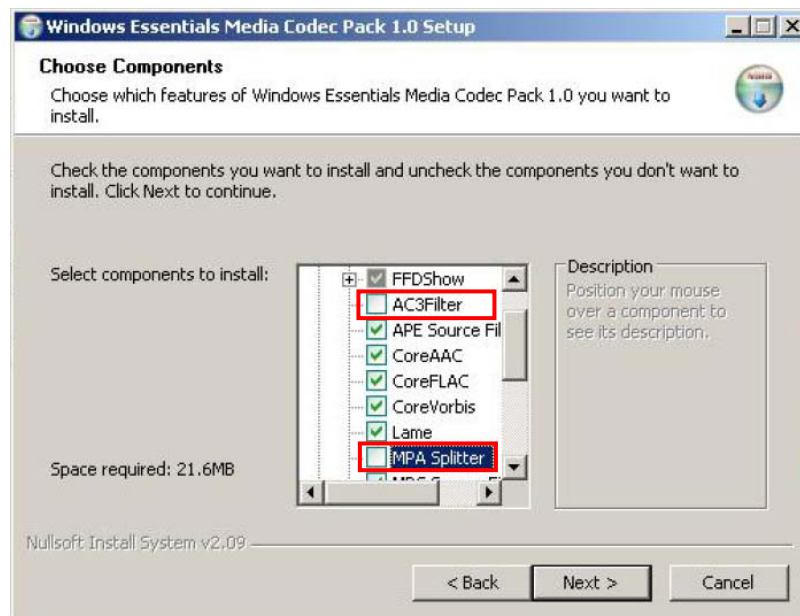 Windows Essentials Media Codec Pack 1.0 Setup
Choose Components
Choose which features of Windows Essentials Media Codec Pack 1.0 you want to
install.
Check the components you want to install and uncheck the components you don't want to
install. Click Next to continue.
Select components to install:
FFDShow
AC3Filter
APE Source Fil
CoreAAC
CoreFLAC
CoreVorbis
Lame
MPA Splitter
Description
Position your mouse
over a component to
see its description.
Space required: 21.6MB
Nullsoft Install System v2.09
< Back
Next >
Cancel